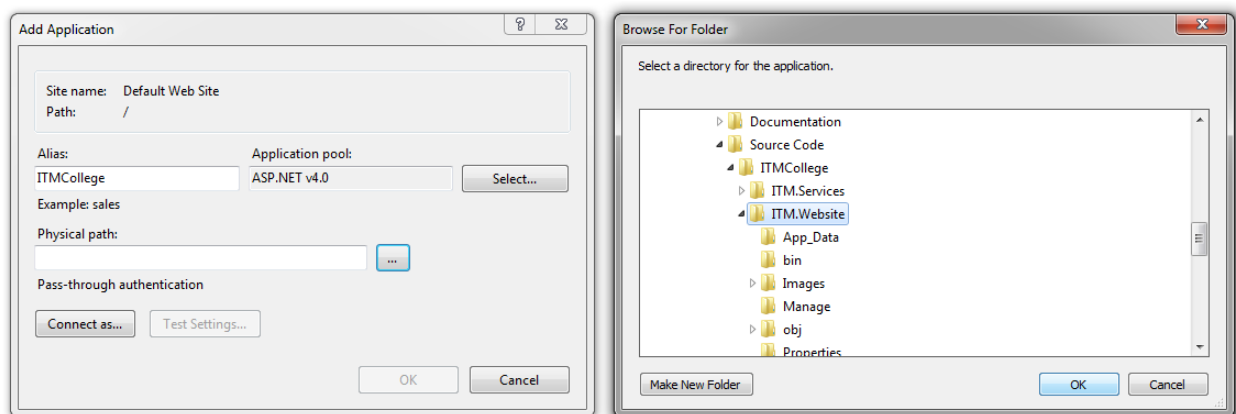 Add Application
Site name: Default Web Site
Path: /
Alias:
Application pool:
ITMCollege
ASP.NET v4.0
Select...
Example: sales
Physical path:
...
Pass-through authentication
Connect as...
Test Settings...
OK
Cancel
Browse For Folder
Select a directory for the application.
Documentation
Source Code
ITMCollege
ITM.Services
ITM.Website
App_Data
bin
Images
Manage
obj
Properties
Make New Folder
OK
Cancel